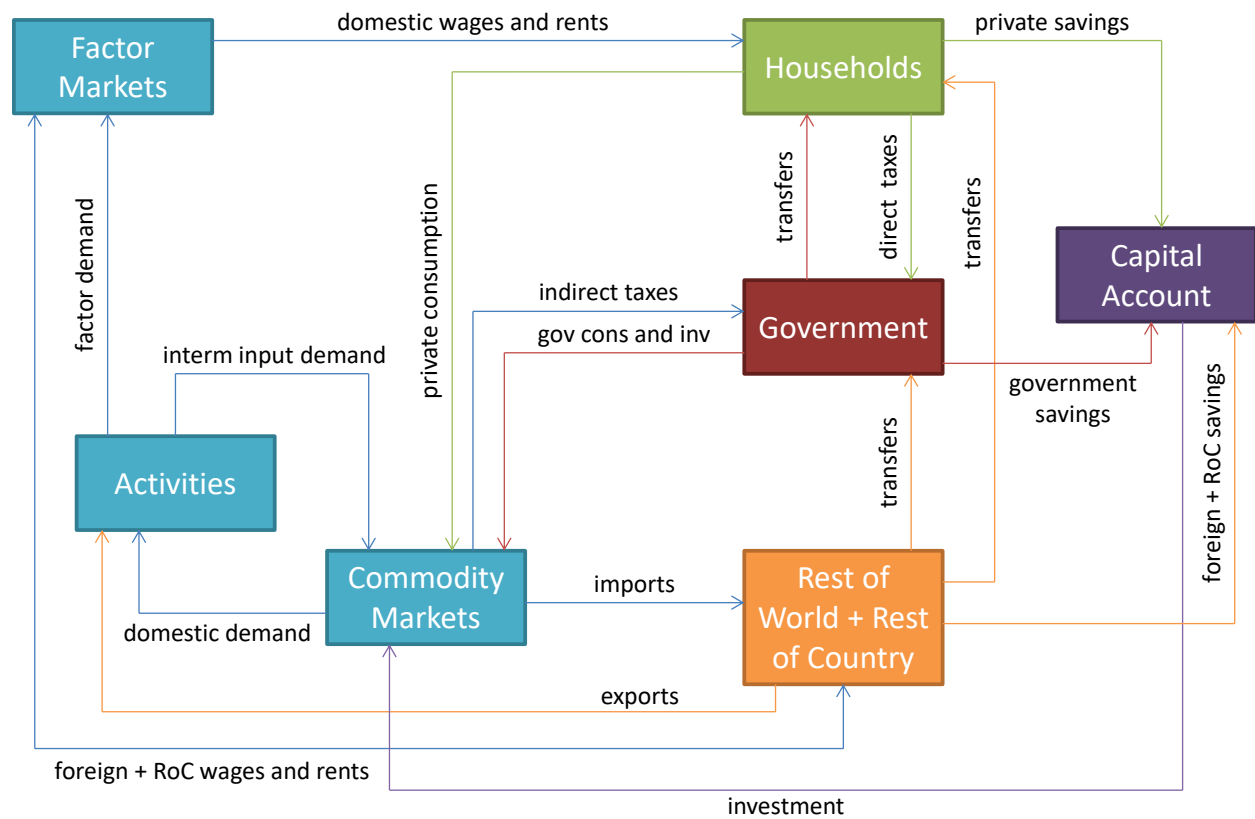 domestic wages and rents
private savings
Factor
Markets
Households
factor demand
private consumption
transfers
direct  taxes
transfers
Capital
Account
indirect taxes
Government
gov cons and inv
interm input demand
government
savings
foreign + RoC savings
transfers
Activities
Commodity
Markets
imports
Rest of
World + Rest
of Country
domestic demand
exports
foreign + RoC wages and rents
investment